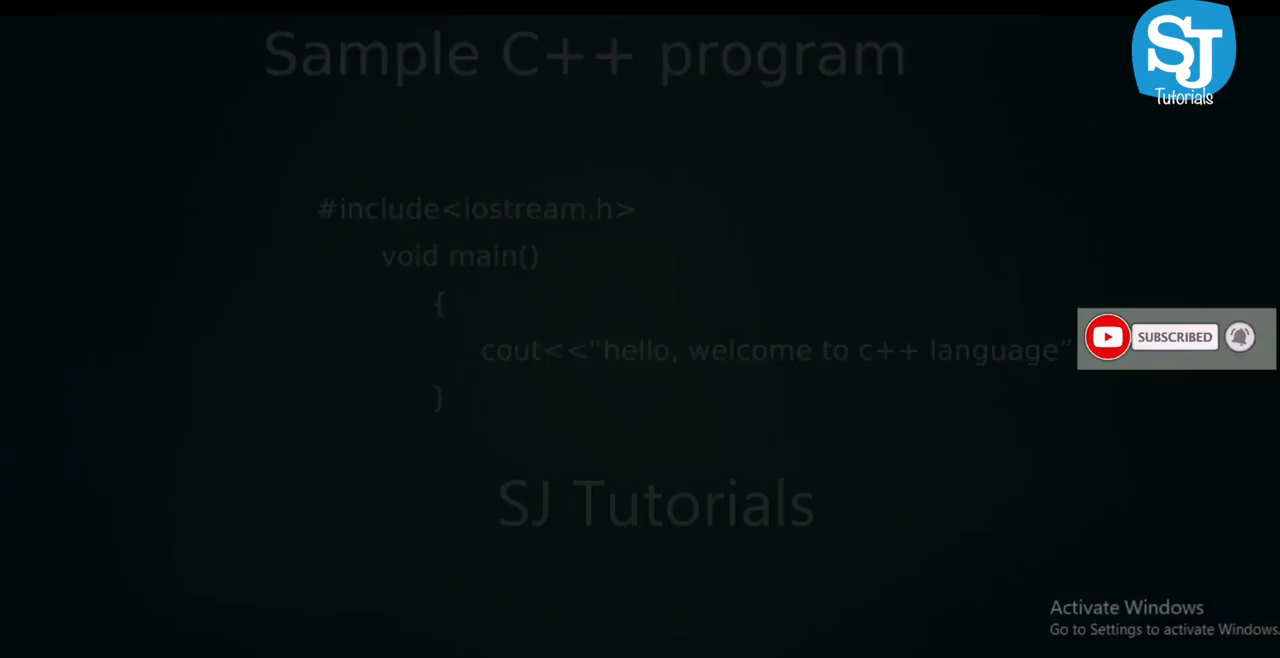 Sample C++ program
SJ
Tutorials
#include<iostream.h>
void main()
{
cout<<“hello, welcome to c++ language”
SUBSCRIBED
}
SJ Tutorials
Activate Windows
Go to Settings to activate Windows.